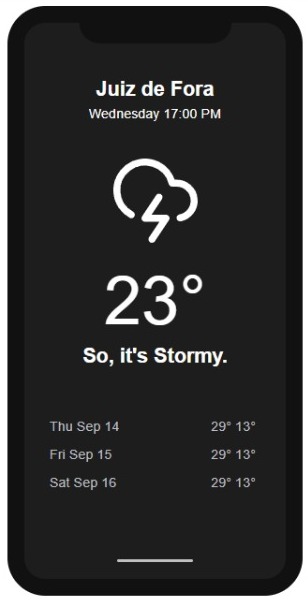 Juiz de Fora
Wednesday 17:00 PM
23°
So, it's Stormy.
Thu Sep 14 29° 13°
Fri Sep 15 29° 13°
Sat Sep 16 29° 13°